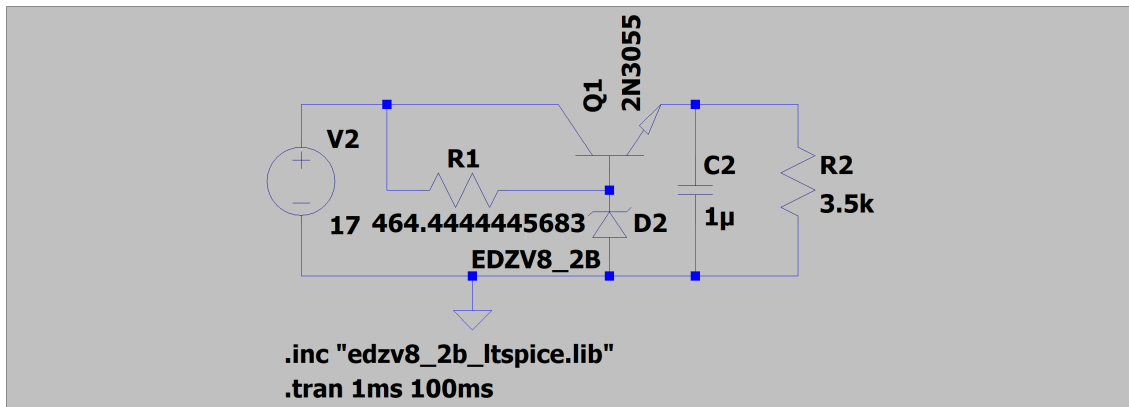 Q1
2N3055
V2
17
R1
464.4444445683
D2
EDZV8_2B
C2
1µ
R2
3.5k
.inc "edzv8_2b_ltspice.lib"
.tran 1ms 100ms